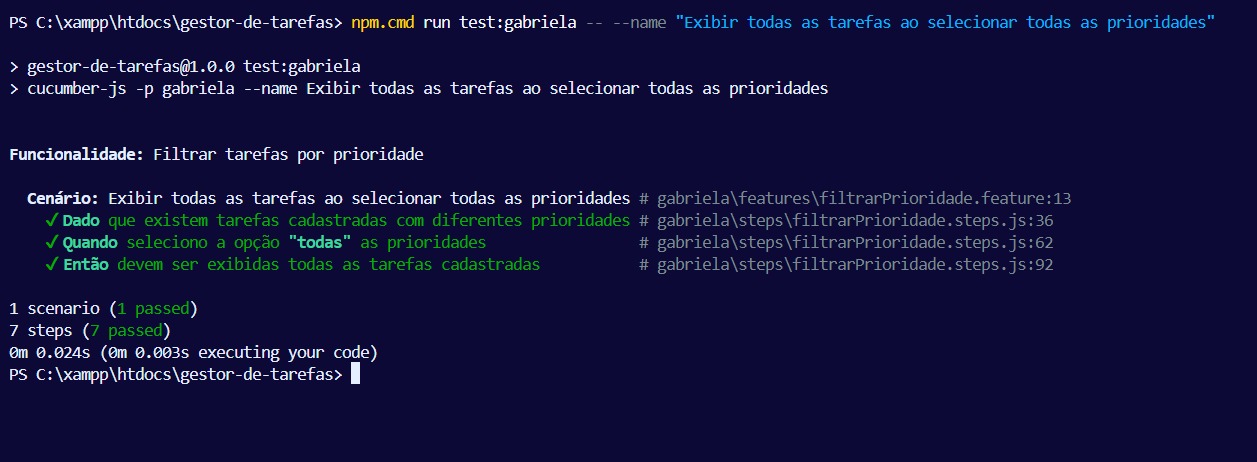 PS C:\xampp\htdocs\gestor-de-tarefas> npm.cmd run test:gabriela -- --name "Exibir todas as tarefas ao selecionar todas as prioridades"
> gestor-de-tarefas@1.0.0 test:gabriela
> cucumber-js -p gabriela --name Exibir todas as tarefas ao selecionar todas as prioridades
Funcionalidade: Filtrar tarefas por prioridade
Cenário: Exibir todas as tarefas ao selecionar todas as prioridades # gabriela\features\filtrarPrioridade.feature:13
✓ Dado que existem tarefas cadastradas com diferentes prioridades # gabriela\steps\filtrarPrioridade.steps.js:36
✓ Quando seleciono a opção "todas" as prioridades # gabriela\steps\filtrarPrioridade.steps.js:62
✓ Então devem ser exibidas todas as tarefas cadastradas # gabriela\steps\filtrarPrioridade.steps.js:92
1 scenario (1 passed)
7 steps (7 passed)
0m 0.024s (0m 0.003s executing your code)
PS C:\xampp\htdocs\gestor-de-tarefas>